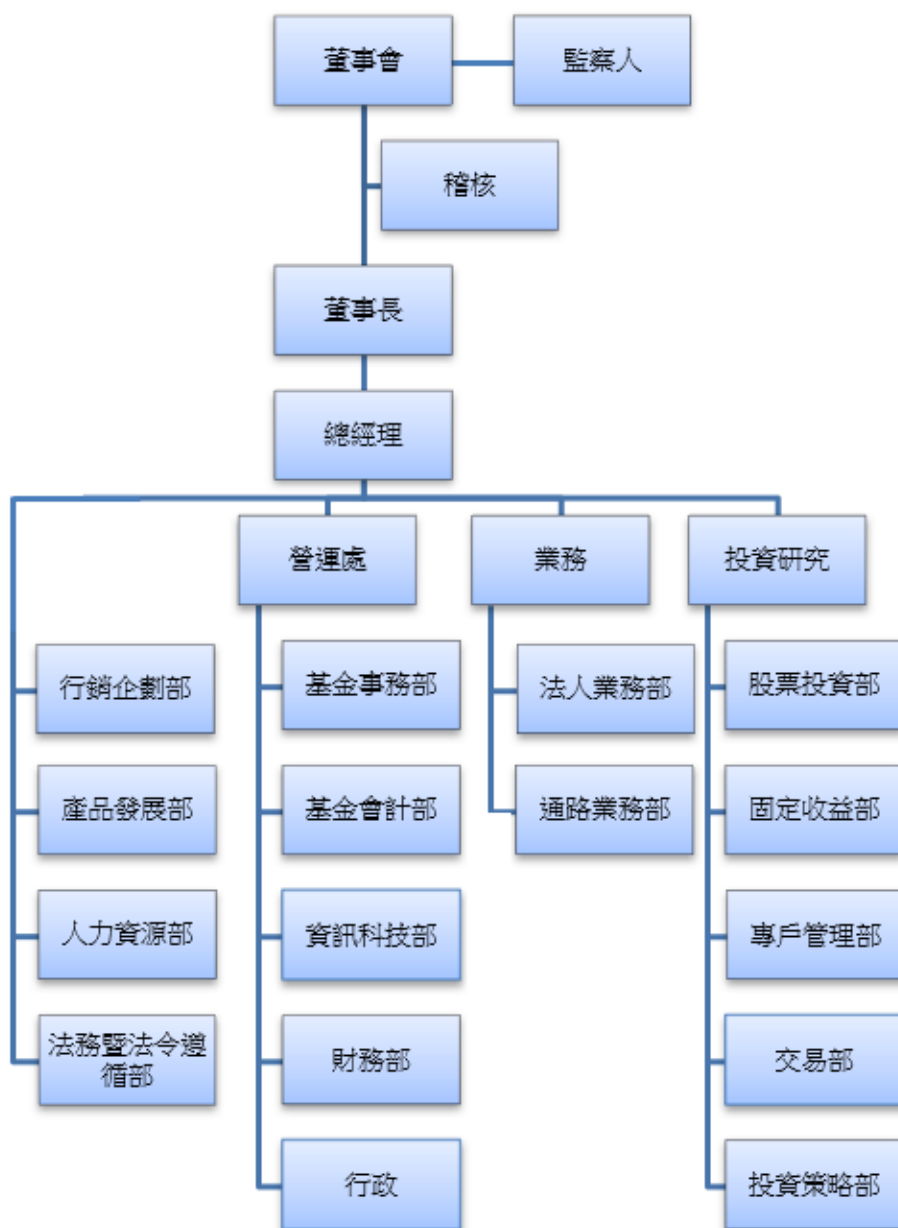 董事會
監察人
稽核
董事長
總經理
營運處
業務
投資研究
行銷企劃部
產品發展部
人力資源部
法務暨法令遵
循部
基金事務部
基金會計部
資訊科技部
財務部
行政
法人業務部
通路業務部
股票投資部
固定收益部
專戶管理部
交易部
投資策略部